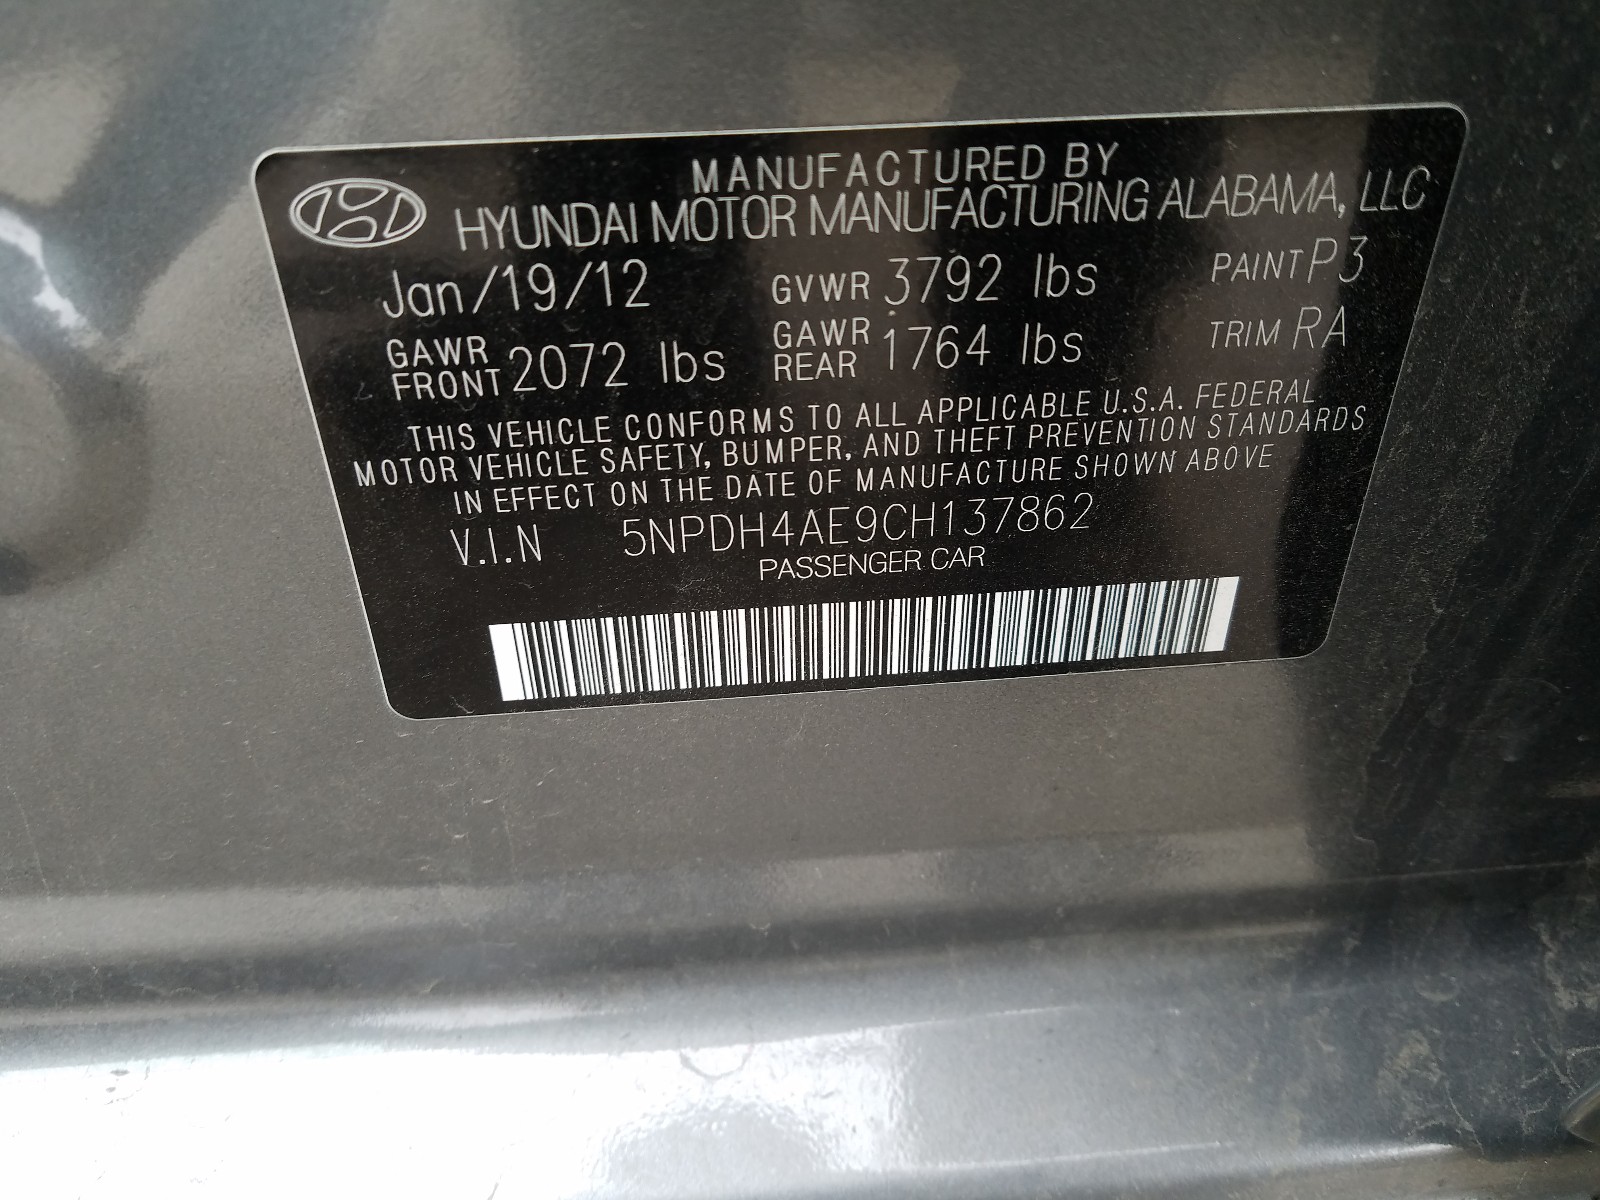 MANUFACTURED BY
HYUNDAI MOTOR MANUFACTURING ALABAMA, LLC
Jan/19/12 GVWR 3792 lbs PAINT P3
GAWR FRONT 2072 lbs GAWR REAR 1764 lbs TRIM RA
THIS VEHICLE CONFORMS TO ALL APPLICABLE U.S.A. FEDERAL
MOTOR VEHICLE SAFETY, BUMPER, AND THEFT PREVENTION STANDARDS
IN EFFECT ON THE DATE OF MANUFACTURE SHOWN ABOVE
V.I.N 5NPDH4AE9CH137862
PASSENGER CAR